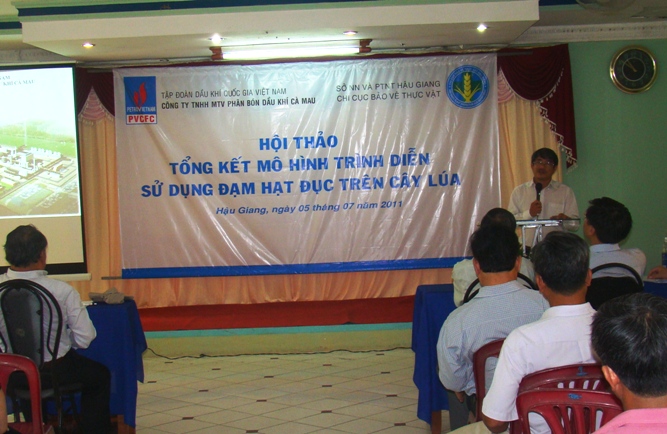 TẬP ĐOÀN DẦU KHÍ QUỐC GIA VIỆT NAM
CÔNG TY TNHH MTV PHÂN BÓN DẦU KHÍ CÀ MAU
PETROVIETNAM
PVCFC
SỞ NN VÀ PTNT HẬU GIANG
CHI CỤC BẢO VỆ THỰC VẬT
HỘI THẢO
TỔNG KẾT MÔ HÌNH TRÌNH DIỄN
SỬ DỤNG ĐẠM HẠT ĐỤC TRÊN CÂY LÚA
Hậu Giang, ngày 05 tháng 07 năm 2011